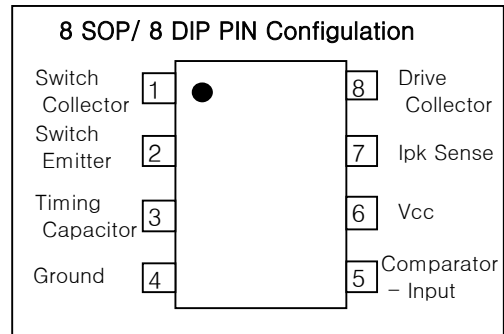 8 SOP/ 8 DIP PIN Configulation
Switch
Collector
1
8
Drive
Collector
Switch
Emitter
2
7
Ipk Sense
Timing
Capacitor
3
6
Vcc
Ground
4
5
Comparator
– Input